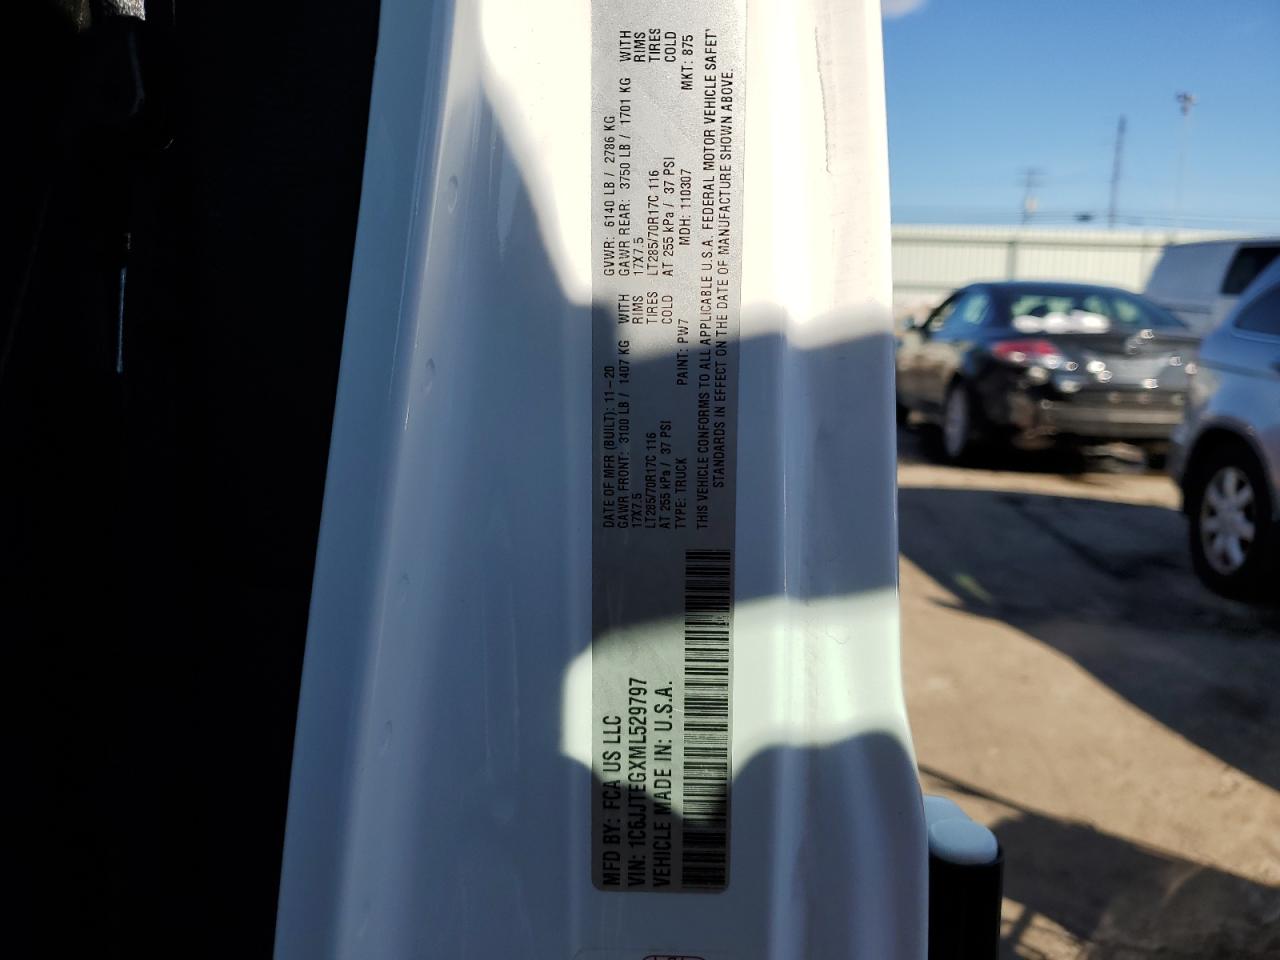 MFD BY: FCA US LLC
VIN: 1C6JJTEGXML529797
VEHICLE MADE IN: U.S.A.
DATE OF MFR (BUILT): 11-20 GVWR: 6140 LB / 2786 KG
GAWR FRONT: 3100 LB / 1407 KG WITH GAWR REAR: 3750 LB / 1701 KG WITH
17X7.5 RIMS 17X7.5 RIMS
LT285/70R17C 116 TIRES LT285/70R17C 116 TIRES
AT 255 kPa / 37 PSI COLD AT 255 kPa / 37 PSI COLD
TYPE: TRUCK PAINT: PW7 MDH: 110307 MKT: 875
THIS VEHICLE CONFORMS TO ALL APPLICABLE U.S.A. FEDERAL MOTOR VEHICLE SAFETY
STANDARDS IN EFFECT ON THE DATE OF MANUFACTURE SHOWN ABOVE.